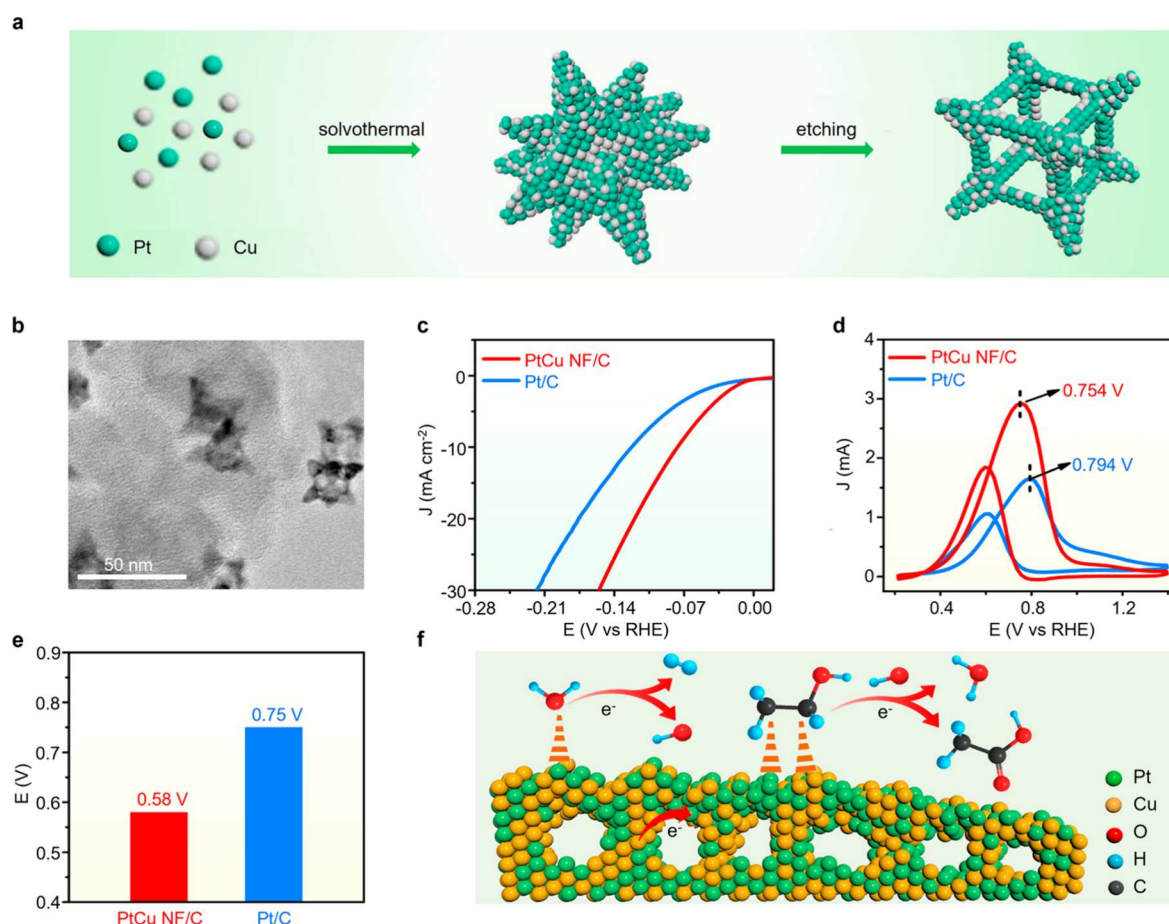 a
solvothermal
etching
Pt
Cu
b
50 nm
c
PtCu NF/C
Pt/C
0
-10
-20
-30
J (mA cm⁻²)
-0.28 -0.21 -0.14 -0.07 0.00
E (V vs RHE)
d
PtCu NF/C
Pt/C
0.754 V
0.794 V
4
3
2
1
0
J (mA)
0.4 0.8 1.2
E (V vs RHE)
e
0.9
0.8
0.7
0.6
0.5
0.4
E (V)
0.58 V
0.75 V
PtCu NF/C Pt/C
f
e⁻
e⁻
e⁻
Pt
Cu
O
H
C